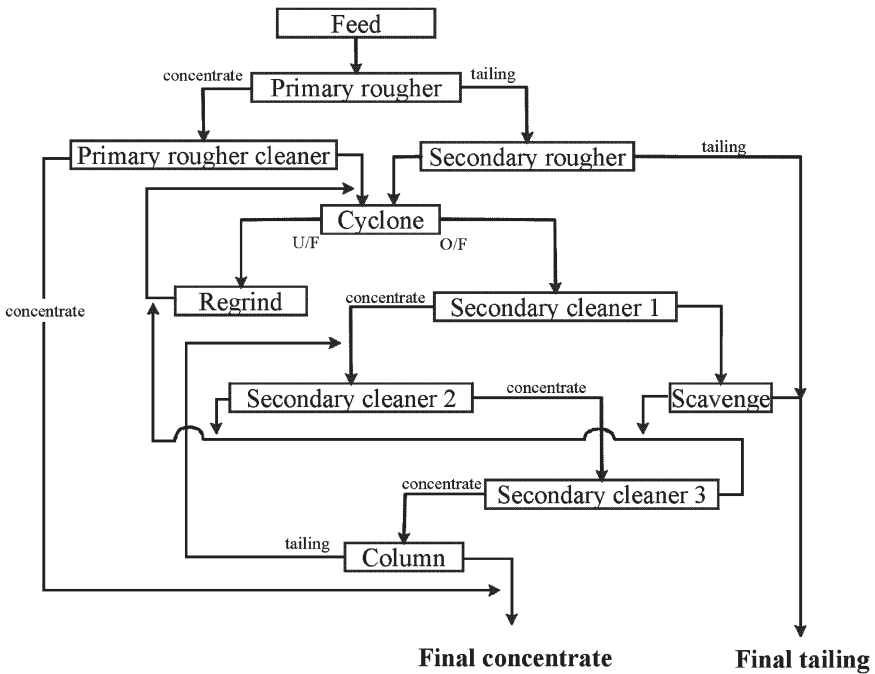 Feed
concentrate
tailing
Primary rougher
Primary rougher cleaner
Secondary rougher
tailing
Cyclone
U/F
O/F
Regrind
concentrate
Secondary cleaner 1
concentrate
Secondary cleaner 2
concentrate
Scavenge
concentrate
Secondary cleaner 3
tailing
Column
Final concentrate
Final tailing